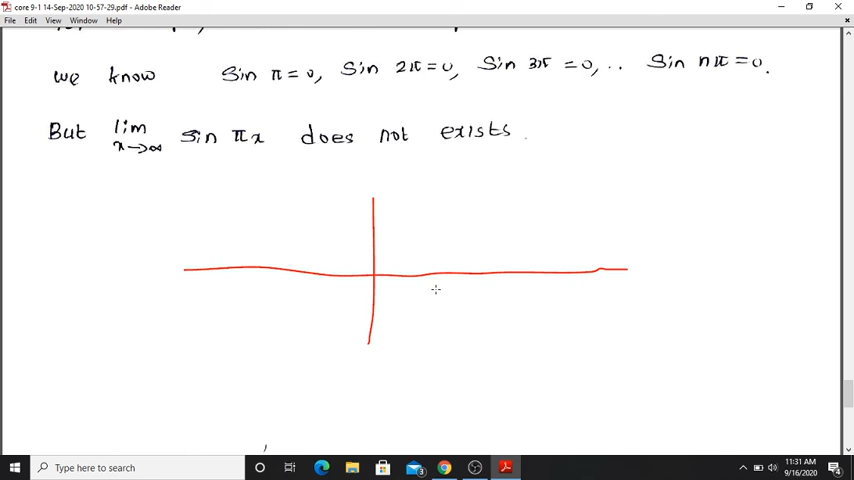 core 9-1 14-Sep-2020 10-57-29.pdf - Adobe Reader
File Edit View Window Help
we know Sin π=0, Sin 2π=0, Sin 3π =0,.. Sin nπ=0.
But lim x→∞ Sin πx does not exists.
Type here to search
3
11:31 AM
9/16/2020
4